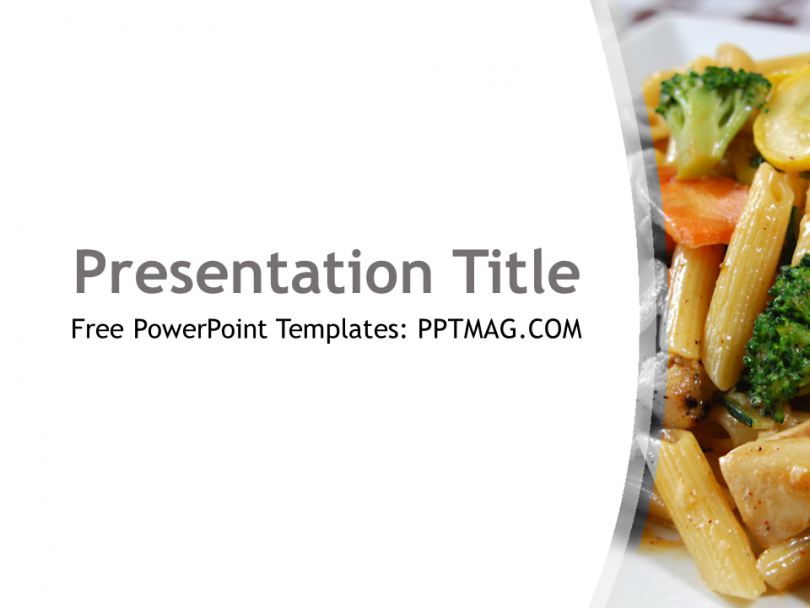 Presentation Title
Free PowerPoint Templates: PPTMAG.COM